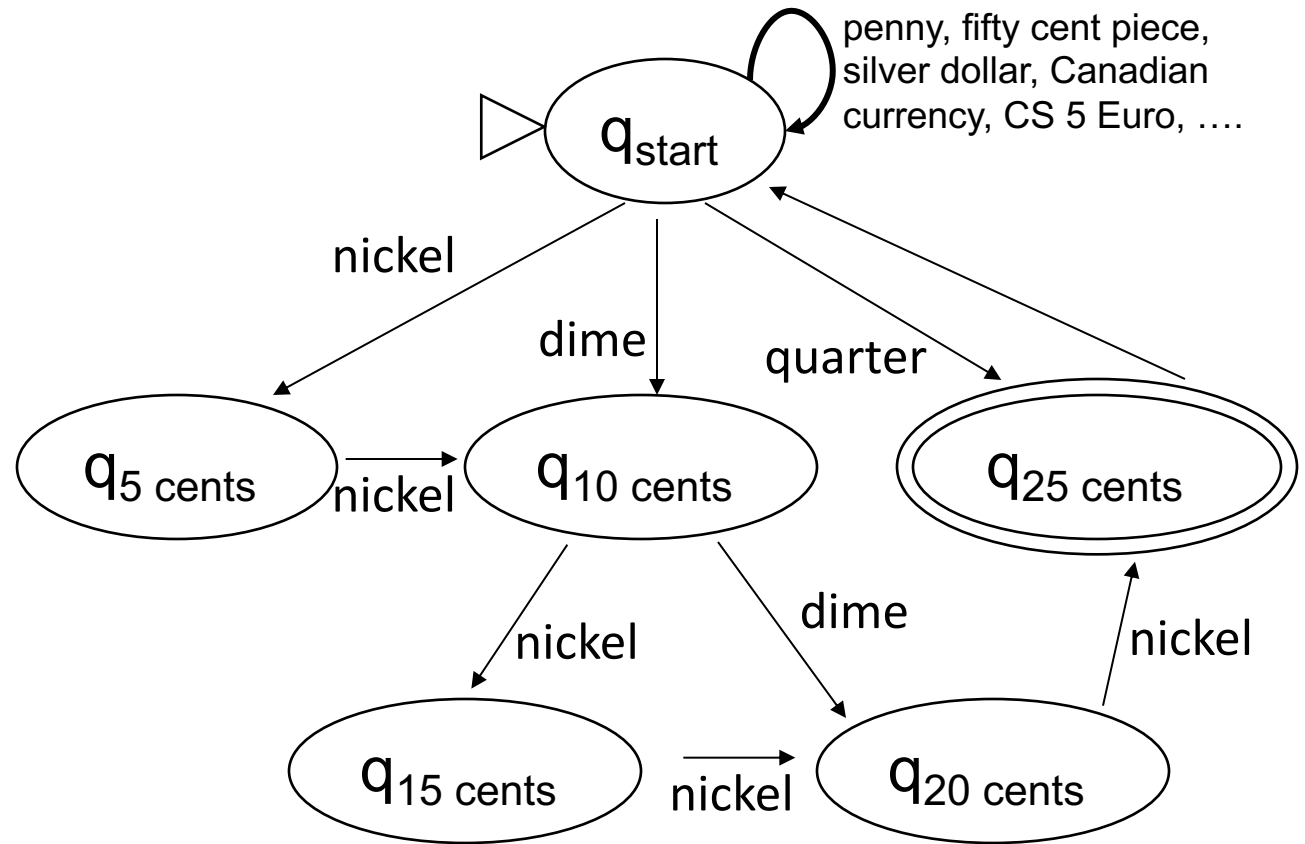 penny, fifty cent piece,
silver dollar, Canadian
currency, CS 5 Euro, ….
qstart
nickel
dime
quarter
q5 cents
nickel
q10 cents
q25 cents
nickel
dime
nickel
q15 cents
nickel
q20 cents